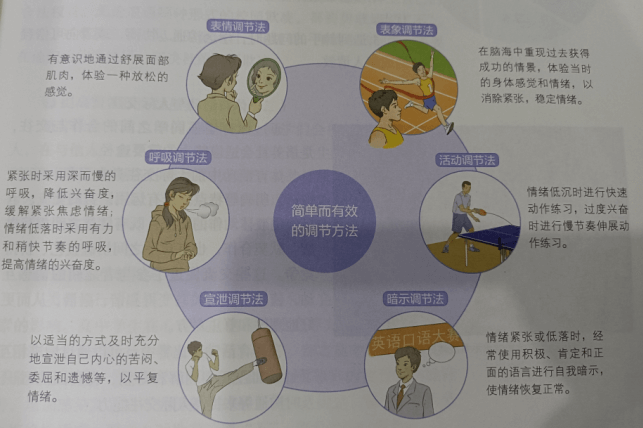 表情调节法
有意识地通过舒展面部
肌肉，体验一种放松的
感觉。
表象调节法
在脑海中重现过去获得
成功的情景，体验当时
的身体感觉和情绪，以
消除紧张，稳定情绪。
呼吸调节法
紧张时采用深而慢的
呼吸，降低兴奋度，
缓解紧张焦虑情绪；
情绪低落时采用有力
和稍快节奏的呼吸，
提高情绪的兴奋度。
简单而有效
的调节方法
活动调节法
情绪低沉时进行快速
动作练习，过度兴奋
时进行慢节奏伸展动
作练习。
宣泄调节法
以适当的方式及时充分
地宣泄自己内心的苦闷、
委屈和遗憾等，以平复
情绪。
暗示调节法
英语口语大赛
情绪紧张或低落时，经
常使用积极、肯定和正
面的语言进行自我暗示，
使情绪恢复正常。